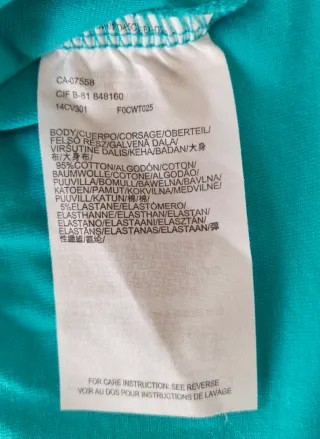 CA-07558
CIF B-81 848160
14CV301 F0CWT025
BODY/CUERPO/CORSAGE/OBERTEIL/
FELSŐ RÉSZ/GALVENĀ DAĻA/
VIRŠUTINĖ DALIS/KEHA/BADAN/大身
布/大身布/
95%COTTON/ALGODÓN/COTON/
BAUMWOLLE/COTONE/ALGODÃO/
PUUVILLA/BOMULL/BAWEŁNA/BAVLNA/
KATOEN/PAMUT/KOKVILNA/MEDVILNĖ/
PUUVILL/KATUN/棉/棉/
5%ELASTANE/ELASTÓMERO/
ELASTHANNE/ELASTHAN/ELASTAN/
ELASTANO/ELASTAANI/ELASZTÁN/
ELASTĀNS/ELASTANAS/ELASTAAN/彈
性纖維/氨纶/
FOR CARE INSTRUCTION: SEE REVERSE
VOIR AU DOS POUR INSTRUCTIONS DE LAVAGE